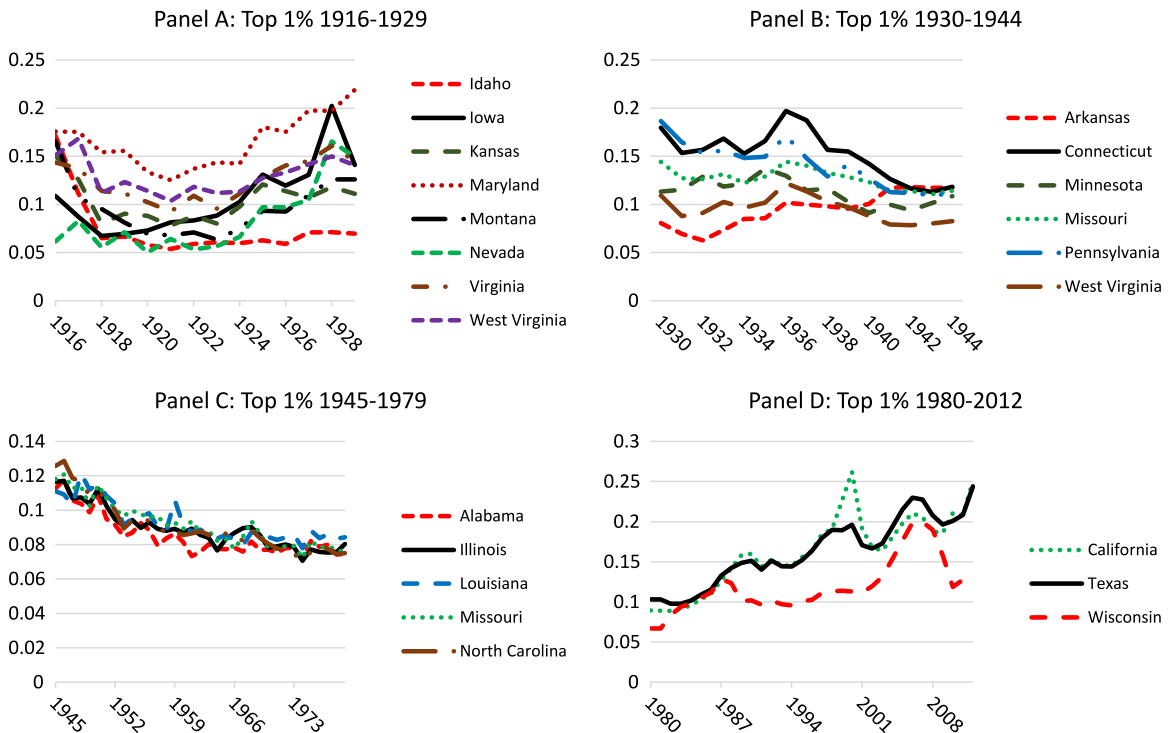 Panel A: Top 1% 1916-1929
0.25
0.2
0.15
0.1
0.05
0
1916
1918
1920
1922
1924
1926
1928
Idaho
Iowa
Kansas
Maryland
Montana
Nevada
Virginia
West Virginia
Panel B: Top 1% 1930-1944
0.25
0.2
0.15
0.1
0.05
0
1930
1932
1934
1936
1938
1940
1942
1944
Arkansas
Connecticut
Minnesota
Missouri
Pennsylvania
West Virginia
Panel C: Top 1% 1945-1979
0.14
0.12
0.1
0.08
0.06
0.04
0.02
0
1945
1952
1959
1966
1973
Alabama
Illinois
Louisiana
Missouri
North Carolina
Panel D: Top 1% 1980-2012
0.3
0.25
0.2
0.15
0.1
0.05
0
1980
1987
1994
2001
2008
California
Texas
Wisconsin